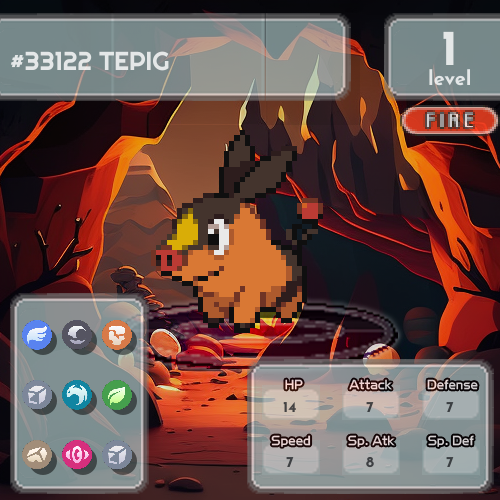 #33122 TEPIG
1
level
FIRE
HP Attack Defense
14 7 7
Speed Sp. Atk Sp. Def
7 8 7